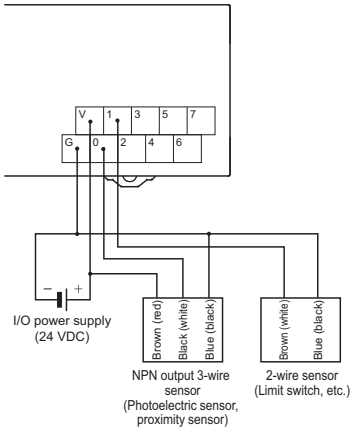 V 1 3 5 7
G 0 2 4 6
− +
I/O power supply
(24 VDC)
Brown (red)
Black (white)
Blue (black)
Brown (white)
Blue (black)
NPN output 3-wire
sensor
(Photoelectric sensor,
proximity sensor)
2-wire sensor
(Limit switch, etc.)